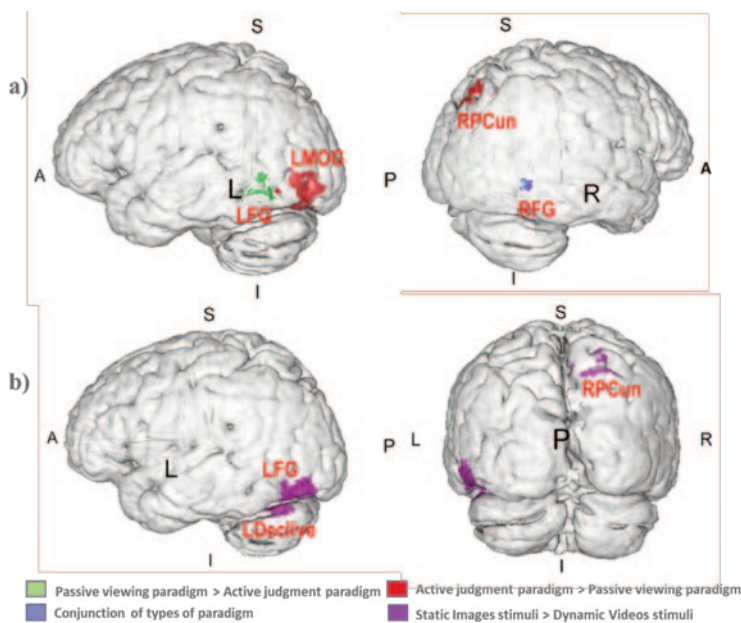 S S
a)
RPCun
LMOG
A L P R A
LFG RFG
I I
S S
b)
RPCun
A P L P R
L LFG
LDeclive
I I
Passive viewing paradigm > Active judgment paradigm Active judgment paradigm > Passive viewing paradigm
Conjunction of types of paradigm Static Images stimuli > Dynamic Videos stimuli